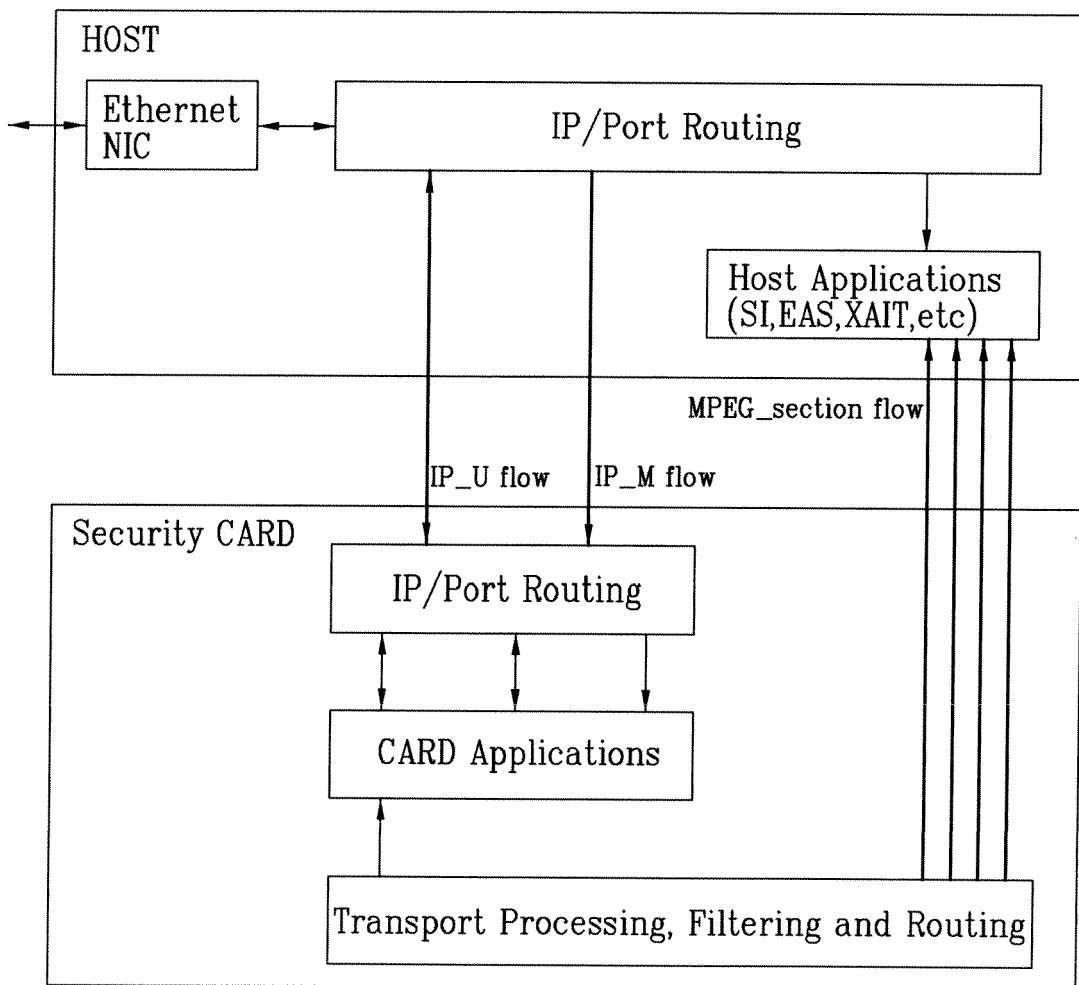 HOST
Ethernet
NIC
IP/Port Routing
Host Applications
(SI,EAS,XAIT,etc)
MPEG_section flow
IP_U flow
IP_M flow
Security CARD
IP/Port Routing
CARD Applications
Transport Processing, Filtering and Routing